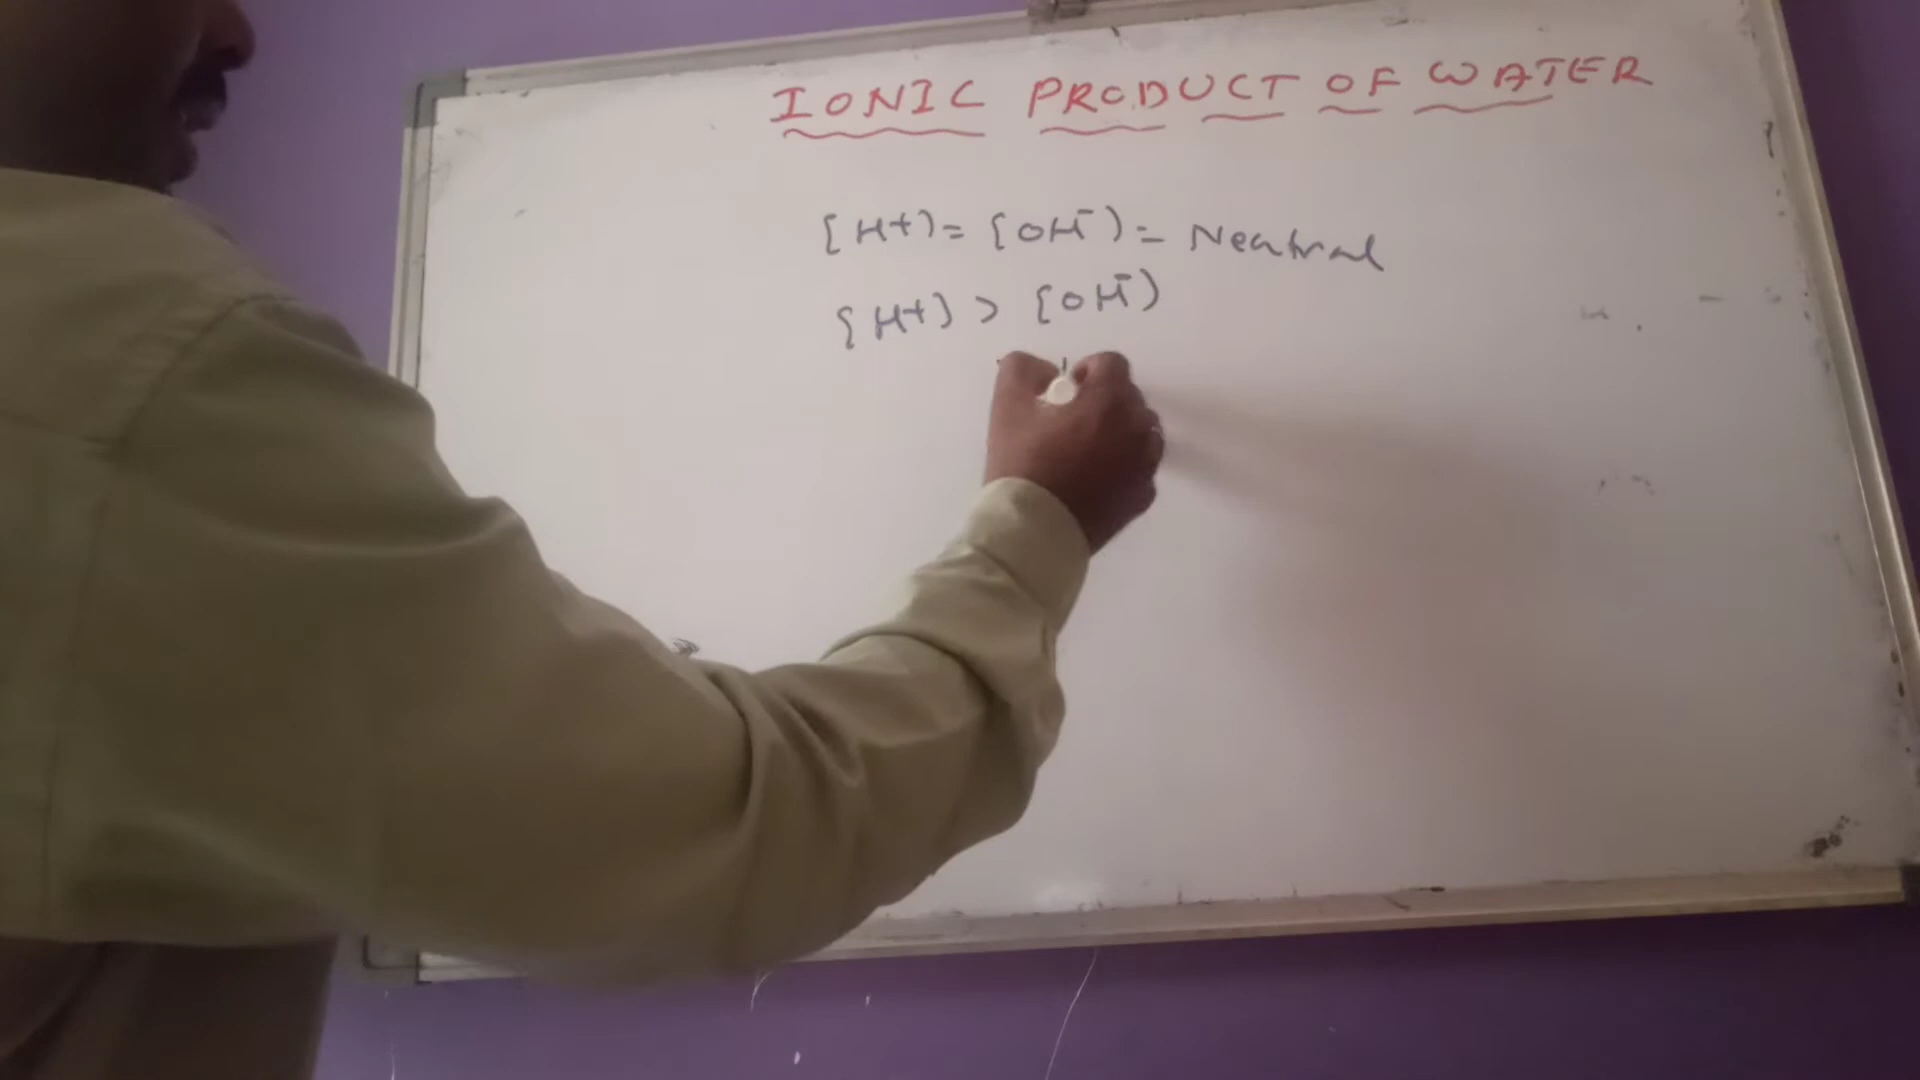 IONIC PRODUCT OF WATER
[H+] = [OH-] = Neutral
[H+] > [OH-]